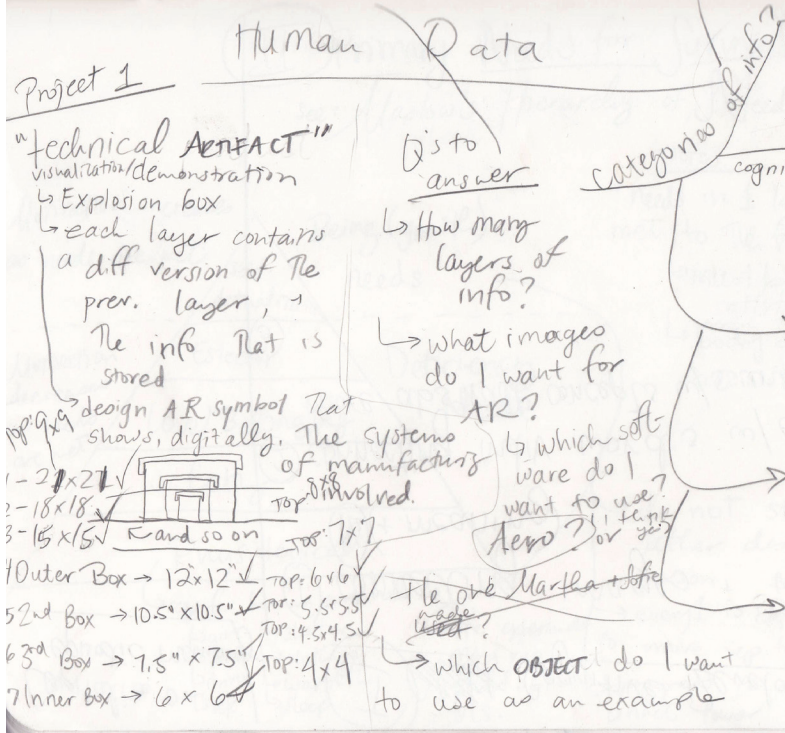 Human Data
Project 1
"technical ARTIFACT"
visualization/demonstration
↳ Explosion box
↳ each layer contains
a diff version of the
prev. layer, →
the info that is
stored
→ design AR symbol that
shows, digitally, the systems
of manufacturing
involved.
Top: 9x9
1 - 21x21 ✓
2 - 18x18 ✓
Top: 8x8
3 - 15x15 ✓
↖ and so on
Top: 7x7
4 Outer Box → 12"x12" ✓ Top: 6x6 ✓
5 2nd Box → 10.5"x10.5" ✓ Top: 5.5x5.5 ✓
Top: 4.5x4.5 ✓
6 3rd Box → 7.5" x 7.5" ✓ Top: 4x4
7 Inner Box → 6 x 6 ✓
Q's to
answer
↳ How many
layers of
info?
↳ what images
do I want for
AR?
↳ which soft-
ware do I
want to use?
Aero? or
I think
yes
the one Martha
made
used?
↳ which OBJECT do I want
to use as an example
categories of info?
cogni